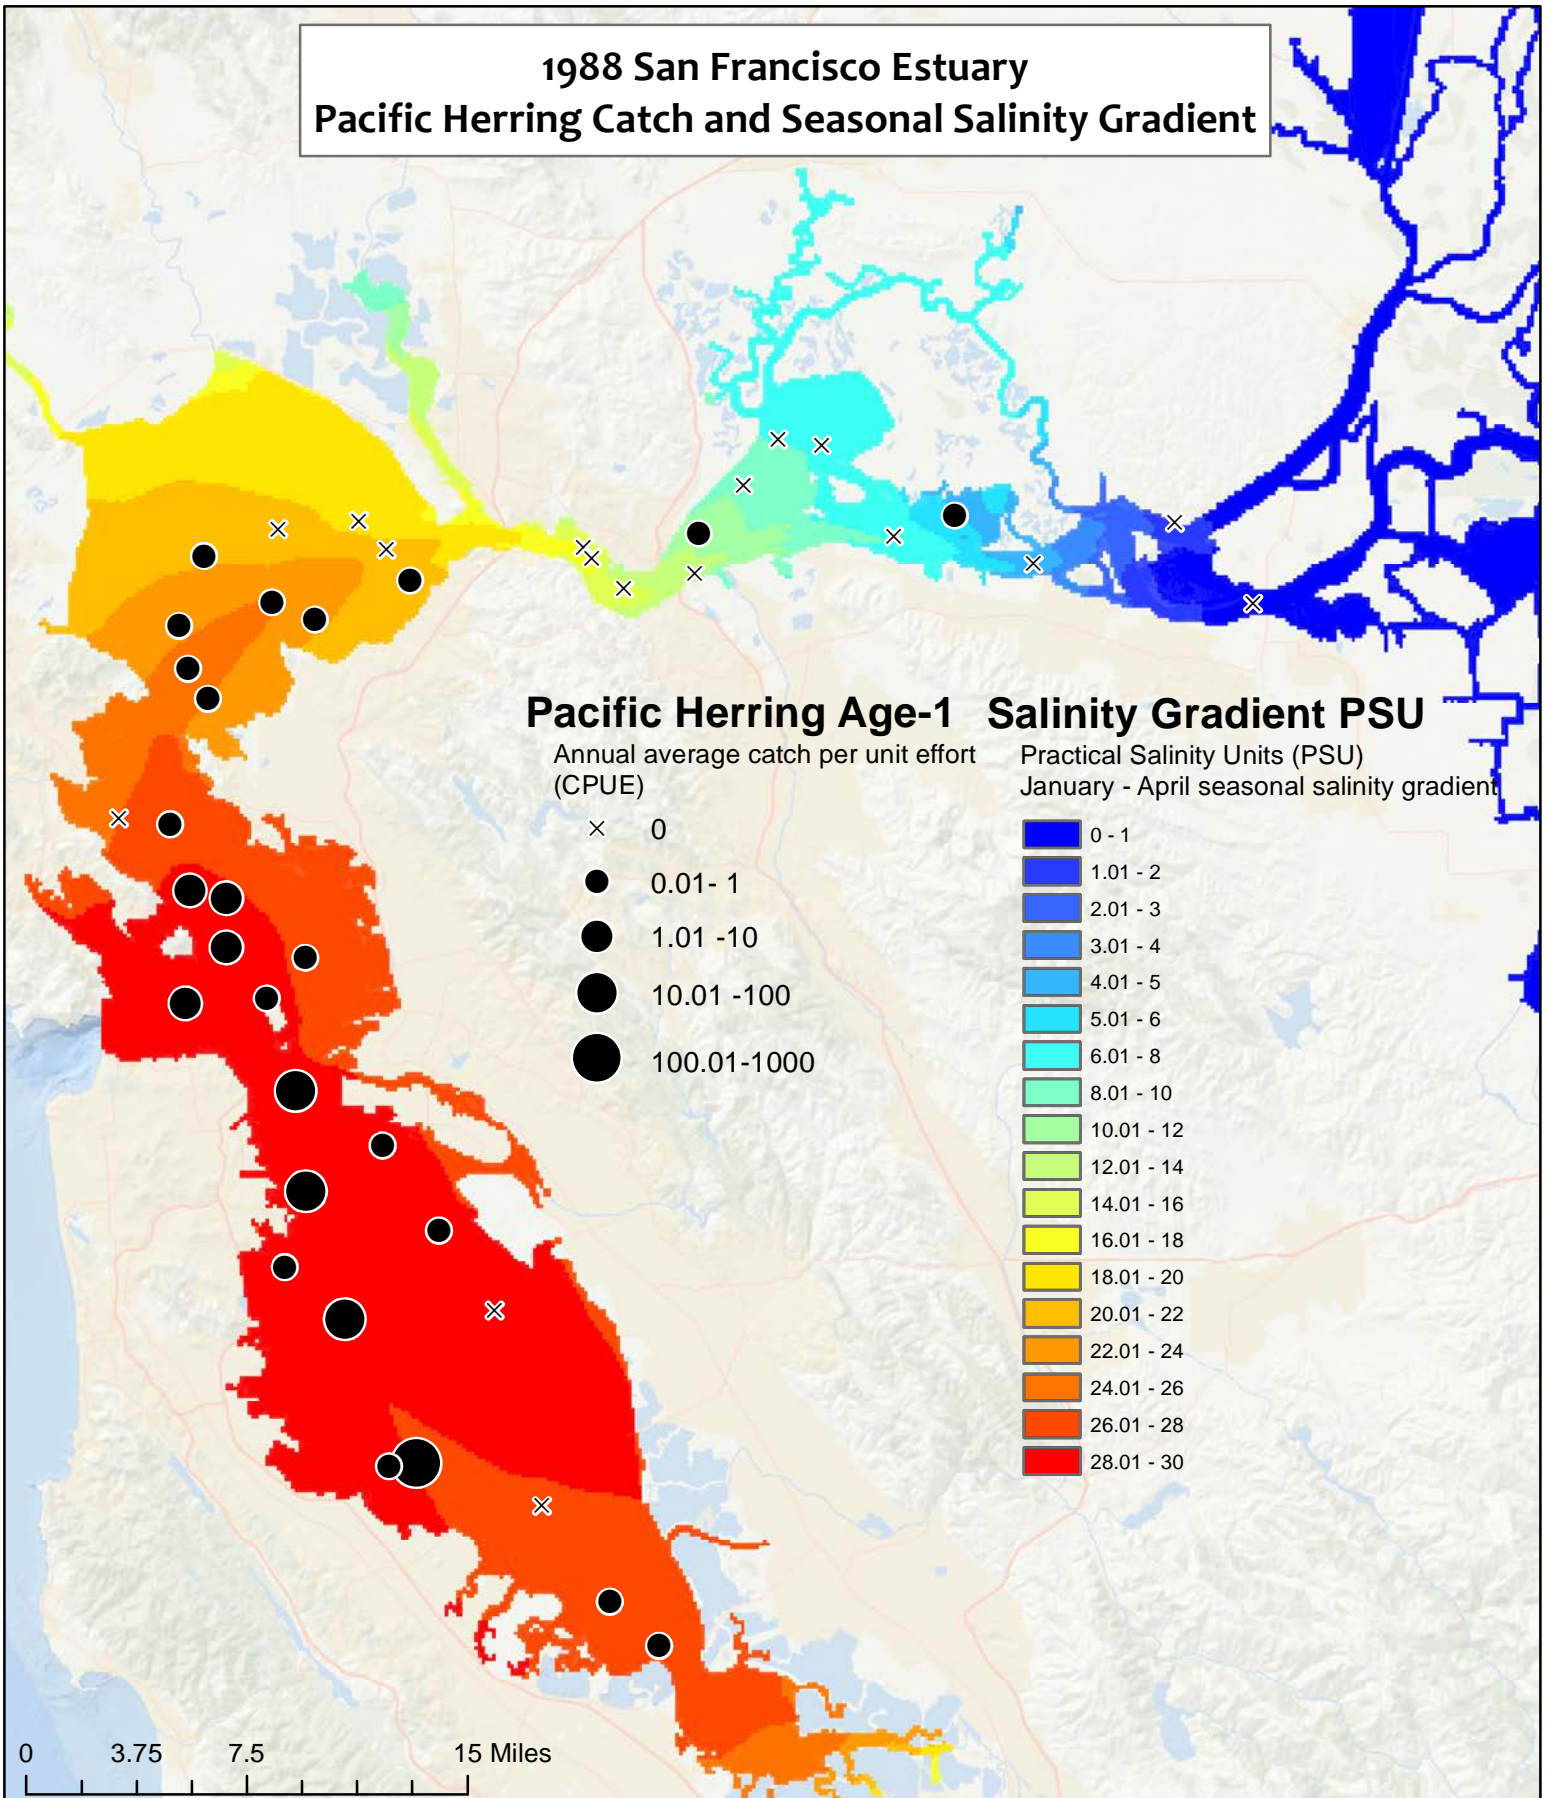 1988 San Francisco Estuary
Pacific Herring Catch and Seasonal Salinity Gradient
Pacific Herring Age-1
Annual average catch per unit effort
(CPUE)
0
0.01- 1
1.01 -10
10.01 -100
100.01-1000
Salinity Gradient PSU
Practical Salinity Units (PSU)
January - April seasonal salinity gradient
0 - 1
1.01 - 2
2.01 - 3
3.01 - 4
4.01 - 5
5.01 - 6
6.01 - 8
8.01 - 10
10.01 - 12
12.01 - 14
14.01 - 16
16.01 - 18
18.01 - 20
20.01 - 22
22.01 - 24
24.01 - 26
26.01 - 28
28.01 - 30
0 3.75 7.5 15 Miles